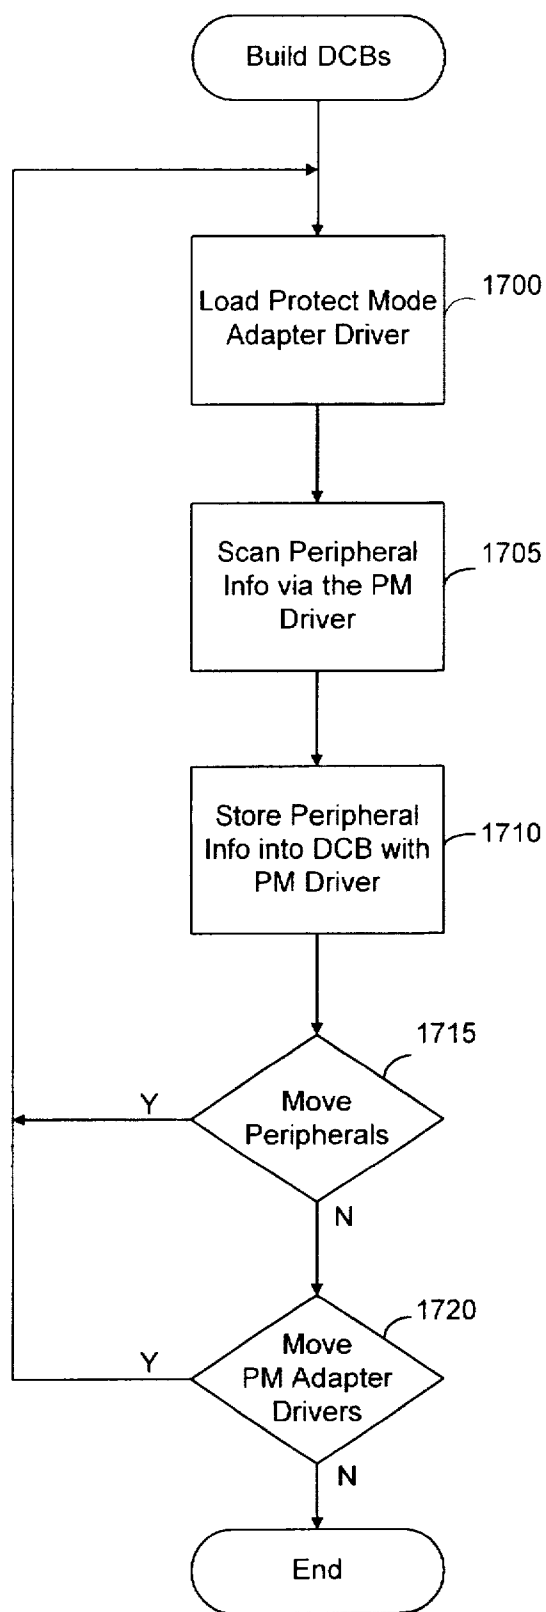 Build DCBs
Load Protect Mode
Adapter Driver
1700
Scan Peripheral
Info via the PM
Driver
1705
Store Peripheral
Info into DCB with
PM Driver
1710
1715
Move
Peripherals
Y
N
1720
Move
PM Adapter
Drivers
Y
N
End